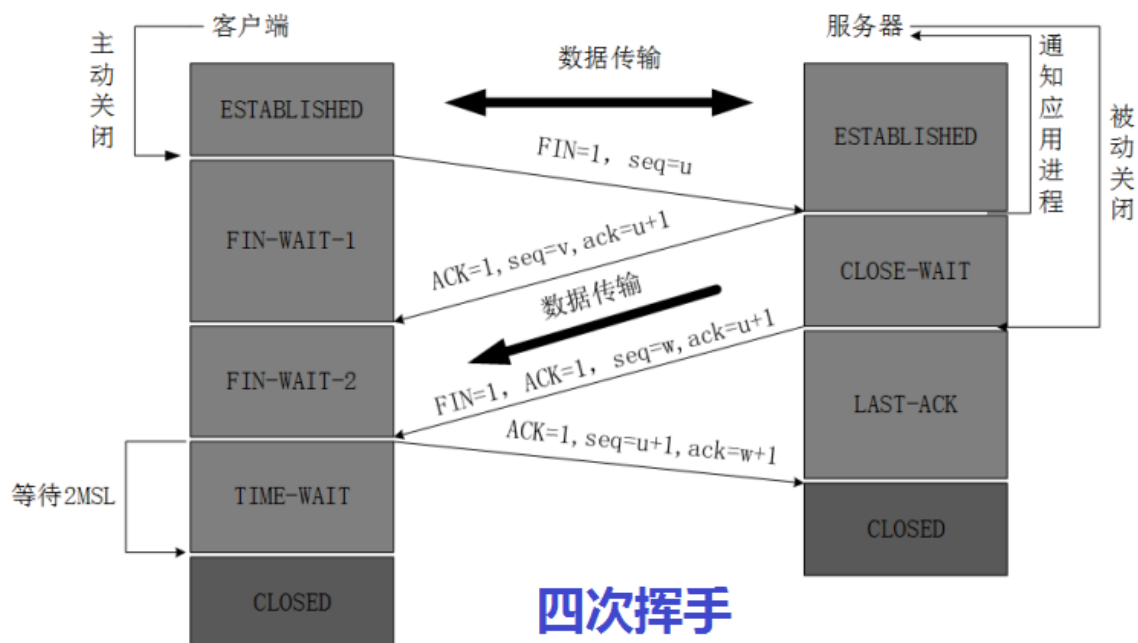 客户端
服务器
主动关闭
数据传输
通知应用进程
被动关闭
ESTABLISHED
ESTABLISHED
FIN=1, seq=u
FIN-WAIT-1
ACK=1,seq=v,ack=u+1
CLOSE-WAIT
数据传输
FIN=1, ACK=1, seq=w,ack=u+1
FIN-WAIT-2
LAST-ACK
ACK=1,seq=u+1,ack=w+1
等待2MSL
TIME-WAIT
CLOSED
CLOSED
四次挥手